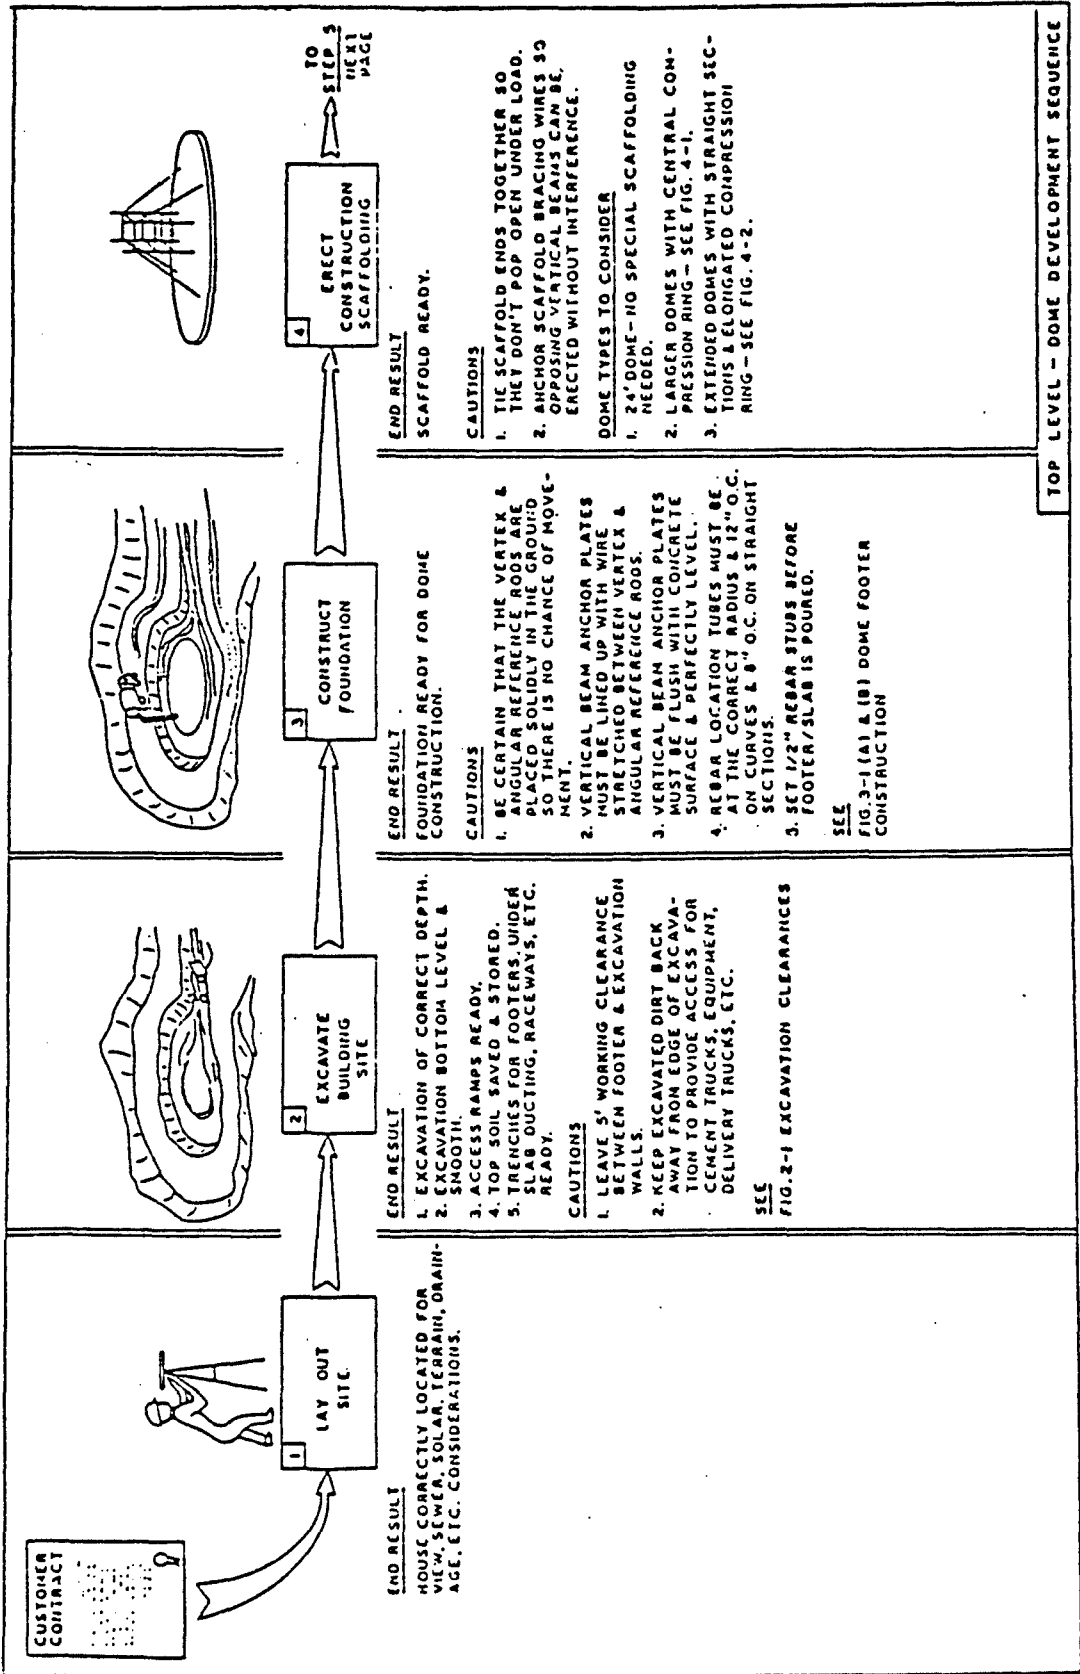 CUSTOMER
CONTRACT
1
LAY OUT
SITE
END RESULT
HOUSE CORRECTLY LOCATED FOR
VIEW, SEWER, SOLAR, TERRAIN, DRAIN-
AGE, ETC. CONSIDERATIONS.
2
EXCAVATE
BUILDING
SITE
END RESULT
1. EXCAVATION OF CORRECT DEPTH.
2. EXCAVATION BOTTOM LEVEL &
SMOOTH.
3. ACCESS RAMPS READY.
4. TOP SOIL SAVED & STORED.
5. TRENCHES FOR FOOTERS, UNDER
SLAB DUCTING, RACEWAYS, ETC.
READY.
CAUTIONS
1. LEAVE 5' WORKING CLEARANCE
BETWEEN FOOTER & EXCAVATION
WALLS.
2. KEEP EXCAVATED DIRT BACK
AWAY FROM EDGE OF EXCAVA-
TION TO PROVIDE ACCESS FOR
CEMENT TRUCKS, EQUIPMENT,
DELIVERY TRUCKS, ETC.
SEE
FIG. 2-1 EXCAVATION CLEARANCES
3
CONSTRUCT
FOUNDATION
END RESULT
FOUNDATION READY FOR DOME
CONSTRUCTION.
CAUTIONS
1. BE CERTAIN THAT THE VERTEX &
ANGULAR REFERENCE RODS ARE
PLACED SOLIDLY IN THE GROUND
SO THERE IS NO CHANCE OF MOVE-
MENT.
2. VERTICAL BEAM ANCHOR PLATES
MUST BE LINED UP WITH WIRE
STRETCHED BETWEEN VERTEX &
ANGULAR REFERENCE RODS.
3. VERTICAL BEAM ANCHOR PLATES
MUST BE FLUSH WITH CONCRETE
SURFACE & PERFECTLY LEVEL.
4. REBAR LOCATION TUBES MUST BE
AT THE CORRECT RADIUS & 12" O.C.
ON CURVES & 8" O.C. ON STRAIGHT
SECTIONS.
5. SET 1/2" REBAR STUBS BEFORE
FOOTER/SLAB IS POURED.
SEE
FIG. 3-1 (A) & (B) DOME FOOTER
CONSTRUCTION
4
ERECT
CONSTRUCTION
SCAFFOLDING
TO
STEP 5
NEXT
PAGE
END RESULT
SCAFFOLD READY.
CAUTIONS
1. TIE SCAFFOLD ENDS TOGETHER SO
THEY DON'T POP OPEN UNDER LOAD.
2. ANCHOR SCAFFOLD BRACING WIRES SO
OPPOSING VERTICAL BEAMS CAN BE,
ERECTED WITHOUT INTERFERENCE.
DOME TYPES TO CONSIDER
1. 24' DOME—NO SPECIAL SCAFFOLDING
NEEDED.
2. LARGER DOMES WITH CENTRAL COM-
PRESSION RING — SEE FIG. 4-1.
3. EXTENDED DOMES WITH STRAIGHT SEC-
TIONS & ELONGATED COMPRESSION
RING — SEE FIG. 4-2.
TOP LEVEL - DOME DEVELOPMENT SEQUENCE